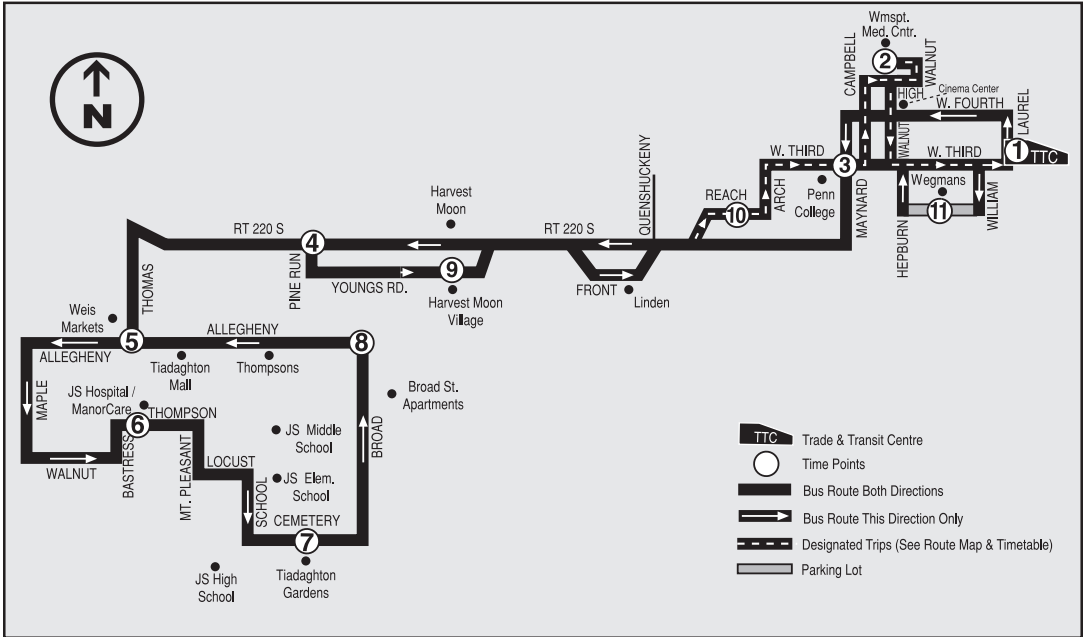 N
Wmspt.
Med. Cntr.
2
CAMPBELL
WALNUT
HIGH
Cinema Center
W. FOURTH
LAUREL
1
TTC
WALNUT
W. THIRD
W. THIRD
3
Penn
College
MAYNARD
Wegmans
11
HEPBURN
WILLIAM
REACH
10
ARCH
QUENSHUCKENY
Harvest
Moon
RT 220 S
4
RT 220 S
PINE RUN
YOUNGS RD.
9
Harvest Moon
Village
FRONT
Linden
THOMAS
Weis
Markets
5
ALLEGHENY
ALLEGHENY
8
Tiadaghton
Mall
Thompsons
MAPLE
JS Hospital /
ManorCare
6
THOMPSON
BASTRESS
WALNUT
MT. PLEASANT
LOCUST
JS Middle
School
JS Elem.
School
SCHOOL
CEMETERY
7
BROAD
Broad St.
Apartments
JS High
School
Tiadaghton
Gardens
TTC Trade & Transit Centre
Time Points
Bus Route Both Directions
Bus Route This Direction Only
Designated Trips (See Route Map & Timetable)
Parking Lot